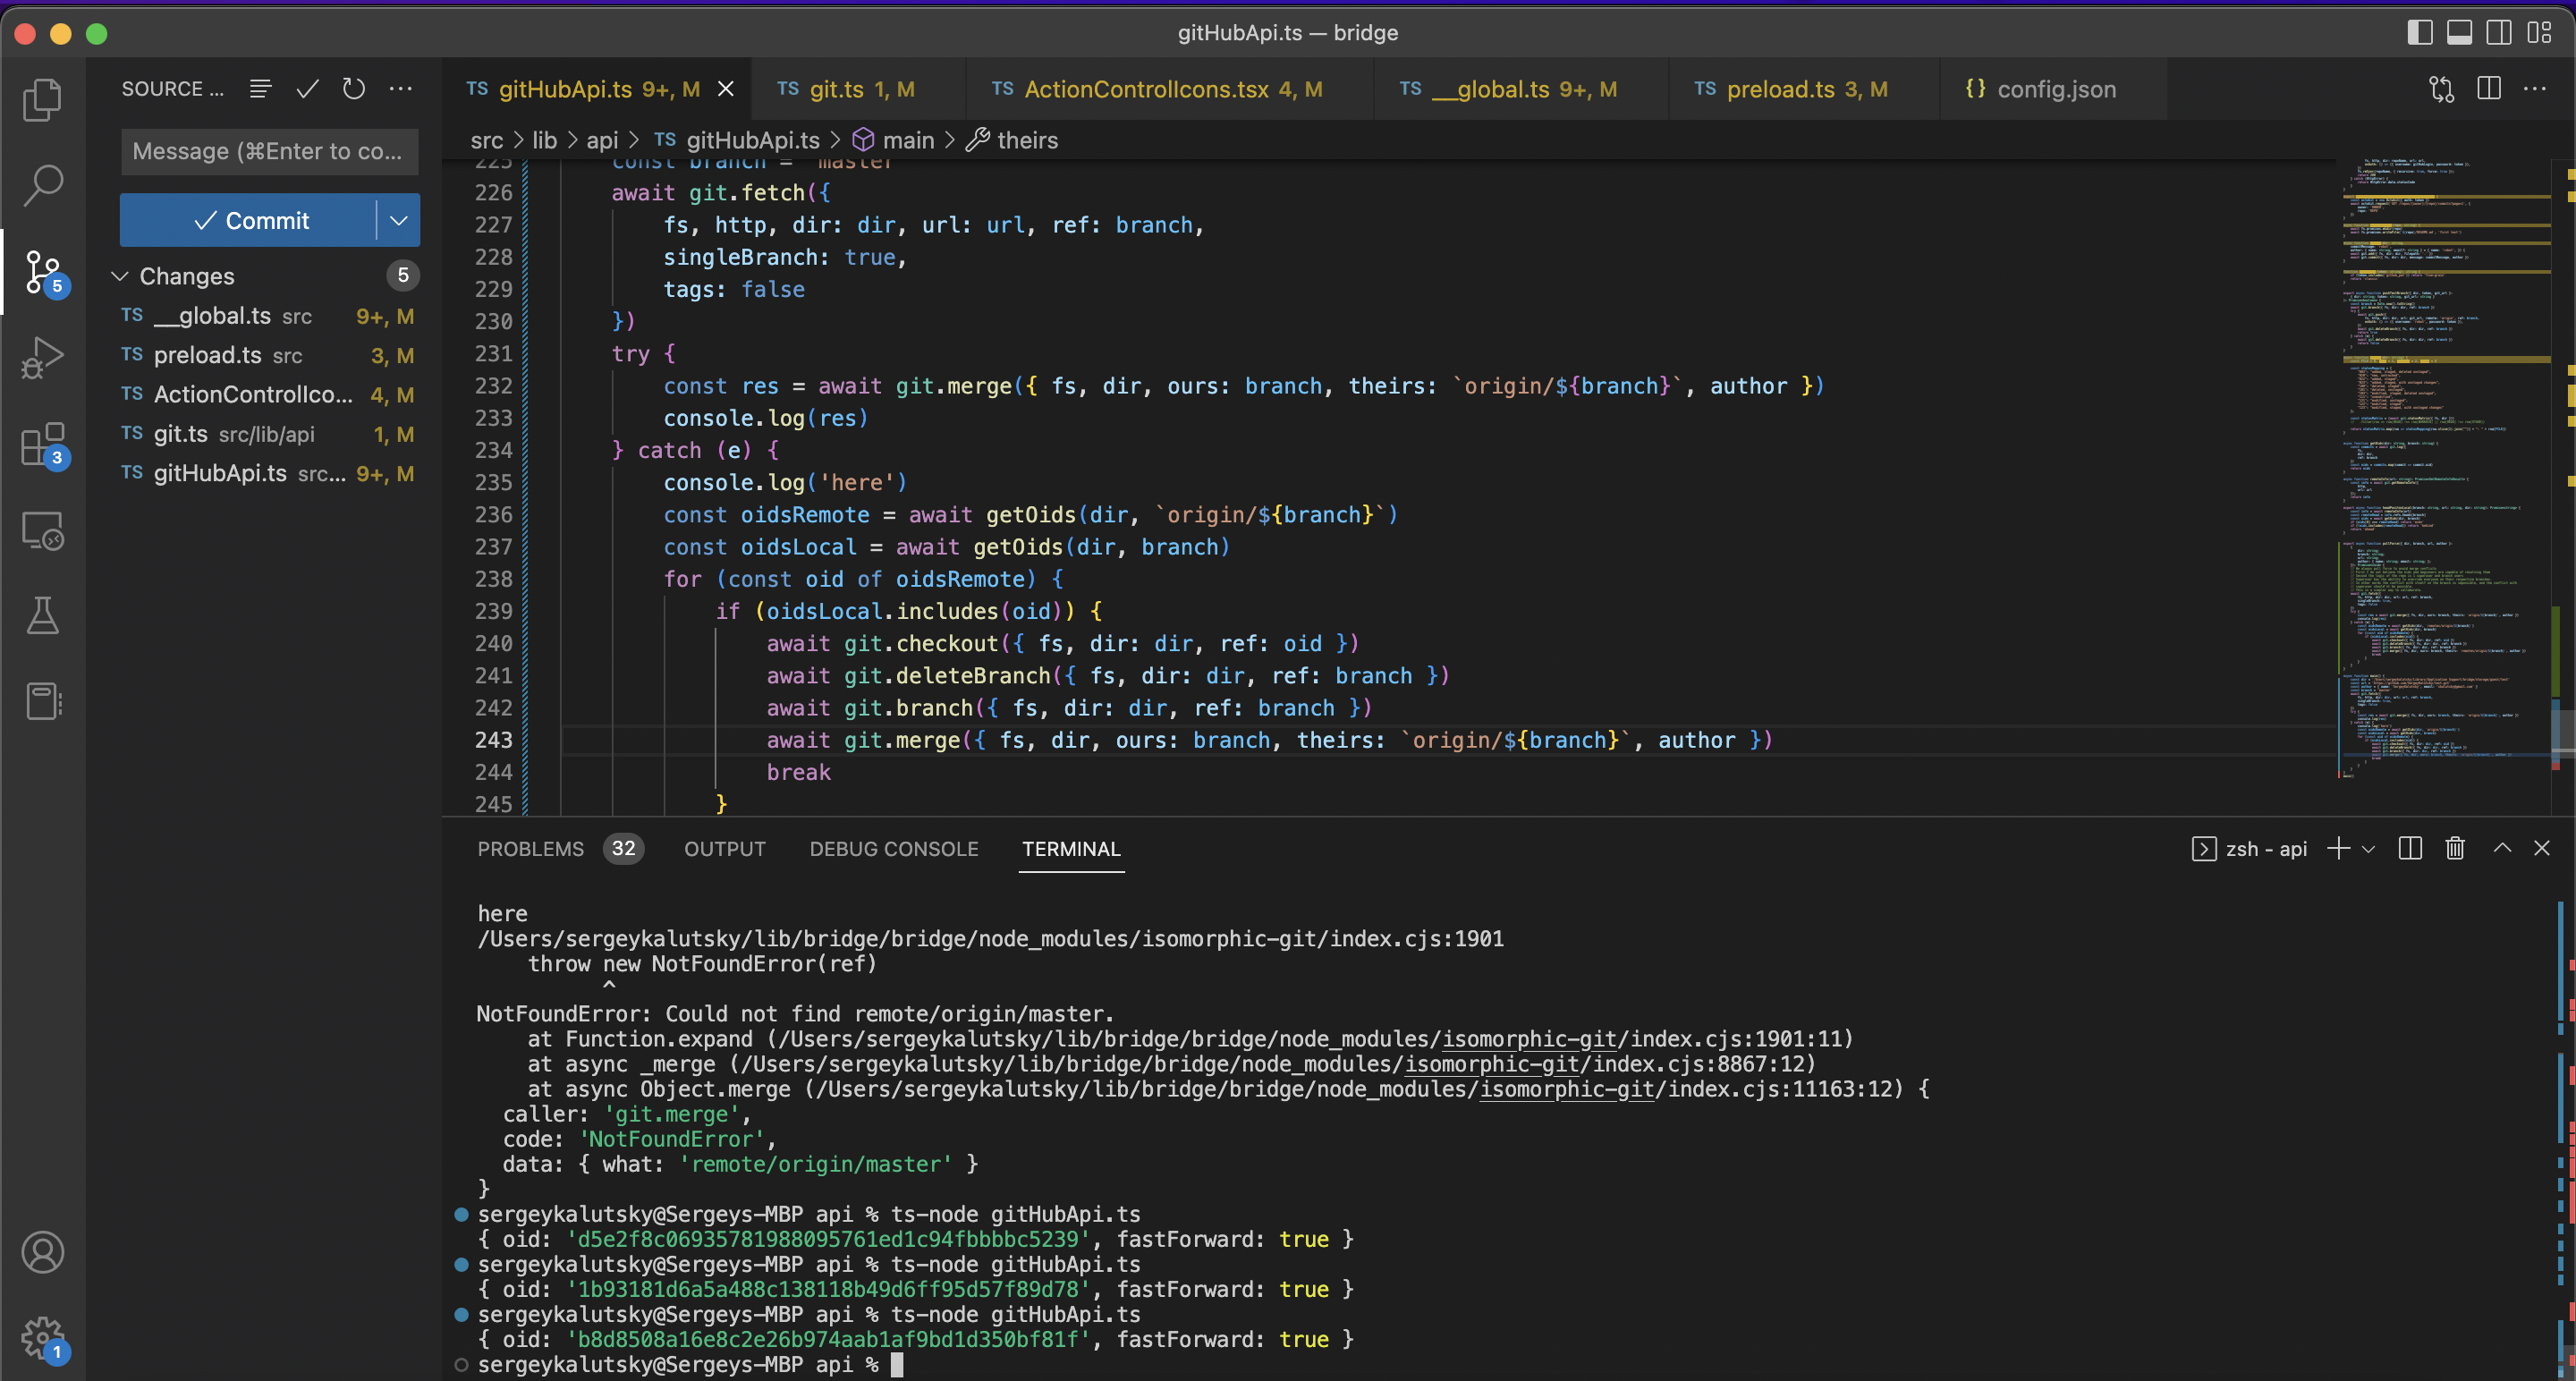 gitHubApi.ts — bridge
SOURCE ...
TS gitHubApi.ts 9+, M
TS git.ts 1, M
TS ActionControlIcons.tsx 4, M
TS __global.ts 9+, M
TS preload.ts 3, M
{} config.json
src > lib > api > TS gitHubApi.ts > main > theirs
Message (⌘Enter to co...
Commit
Changes 5
TS __global.ts src 9+, M
TS preload.ts src 3, M
TS ActionControlIco... 4, M
TS git.ts src/lib/api 1, M
TS gitHubApi.ts src... 9+, M
5
3
1
225 const branch = 'master'
226 await git.fetch({
227 fs, http, dir: dir, url: url, ref: branch,
228 singleBranch: true,
229 tags: false
230 })
231 try {
232 const res = await git.merge({ fs, dir, ours: branch, theirs: `origin/${branch}`, author })
233 console.log(res)
234 } catch (e) {
235 console.log('here')
236 const oidsRemote = await getOids(dir, `origin/${branch}`)
237 const oidsLocal = await getOids(dir, branch)
238 for (const oid of oidsRemote) {
239 if (oidsLocal.includes(oid)) {
240 await git.checkout({ fs, dir: dir, ref: oid })
241 await git.deleteBranch({ fs, dir: dir, ref: branch })
242 await git.branch({ fs, dir: dir, ref: branch })
243 await git.merge({ fs, dir, ours: branch, theirs: `origin/${branch}`, author })
244 break
245 }
PROBLEMS 32 OUTPUT DEBUG CONSOLE TERMINAL
zsh - api
here
/Users/sergeykalutsky/lib/bridge/bridge/node_modules/isomorphic-git/index.cjs:1901
throw new NotFoundError(ref)
^
NotFoundError: Could not find remote/origin/master.
at Function.expand (/Users/sergeykalutsky/lib/bridge/bridge/node_modules/isomorphic-git/index.cjs:1901:11)
at async _merge (/Users/sergeykalutsky/lib/bridge/bridge/node_modules/isomorphic-git/index.cjs:8867:12)
at async Object.merge (/Users/sergeykalutsky/lib/bridge/bridge/node_modules/isomorphic-git/index.cjs:11163:12) {
caller: 'git.merge',
code: 'NotFoundError',
data: { what: 'remote/origin/master' }
}
sergeykalutsky@Sergeys-MBP api % ts-node gitHubApi.ts
{ oid: 'd5e2f8c06935781988095761ed1c94fbbbbc5239', fastForward: true }
sergeykalutsky@Sergeys-MBP api % ts-node gitHubApi.ts
{ oid: '1b93181d6a5a488c138118b49d6ff95d57f89d78', fastForward: true }
sergeykalutsky@Sergeys-MBP api % ts-node gitHubApi.ts
{ oid: 'b8d8508a16e8c2e26b974aab1af9bd1d350bf81f', fastForward: true }
sergeykalutsky@Sergeys-MBP api %